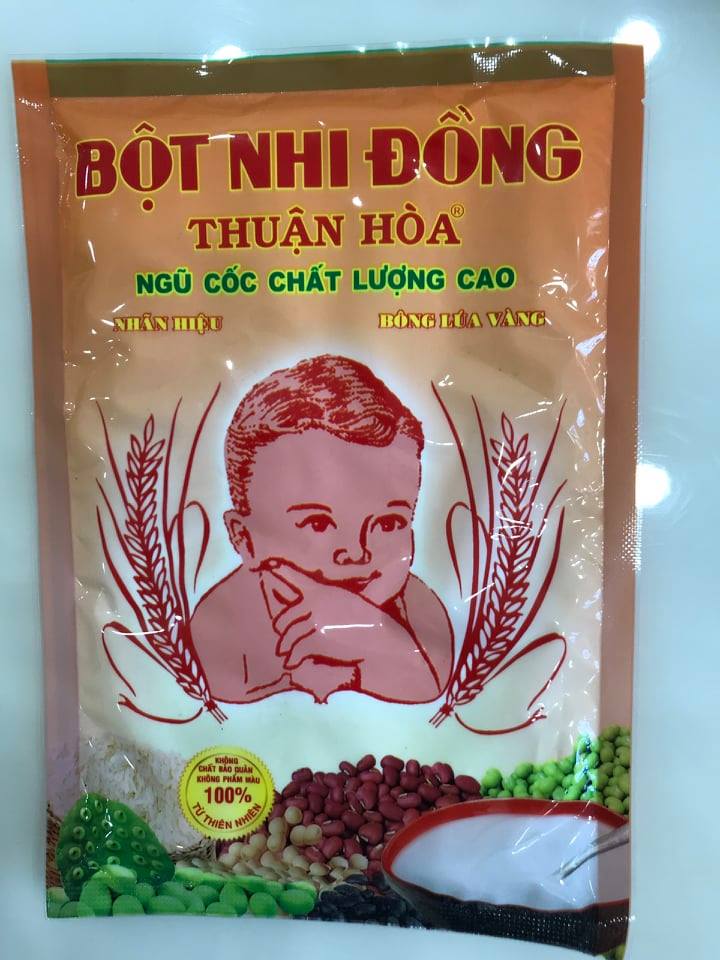 BỘT NHI ĐỒNG
THUẬN HÒA®
NGŨ CỐC CHẤT LƯỢNG CAO
NHÃN HIỆU BÔNG LÚA VÀNG
KHÔNG
CHẤT BẢO QUẢN
KHÔNG PHẨM MÀU
100%
TỪ THIÊN NHIÊN